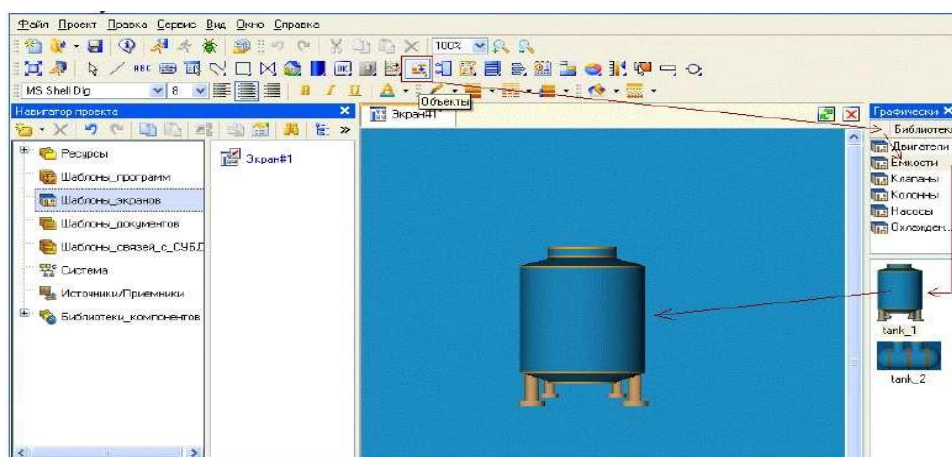 Файл Проект Правка Сервис Вид Окно Справка
100%
ABC
OK
MS Shell Dlg 8
Объекты
Навигатор проекта
Экран#1
Графически
Библиотек
Ресурсы
Шаблоны_программ
Шаблоны_экранов
Шаблоны_документов
Шаблоны_связей_с_СУБД
Система
Источники/Приемники
Библиотеки_компонентов
Экран#1
Двигатели
Емкости
Клапаны
Колонны
Насосы
Охлажден...
tank_1
tank_2